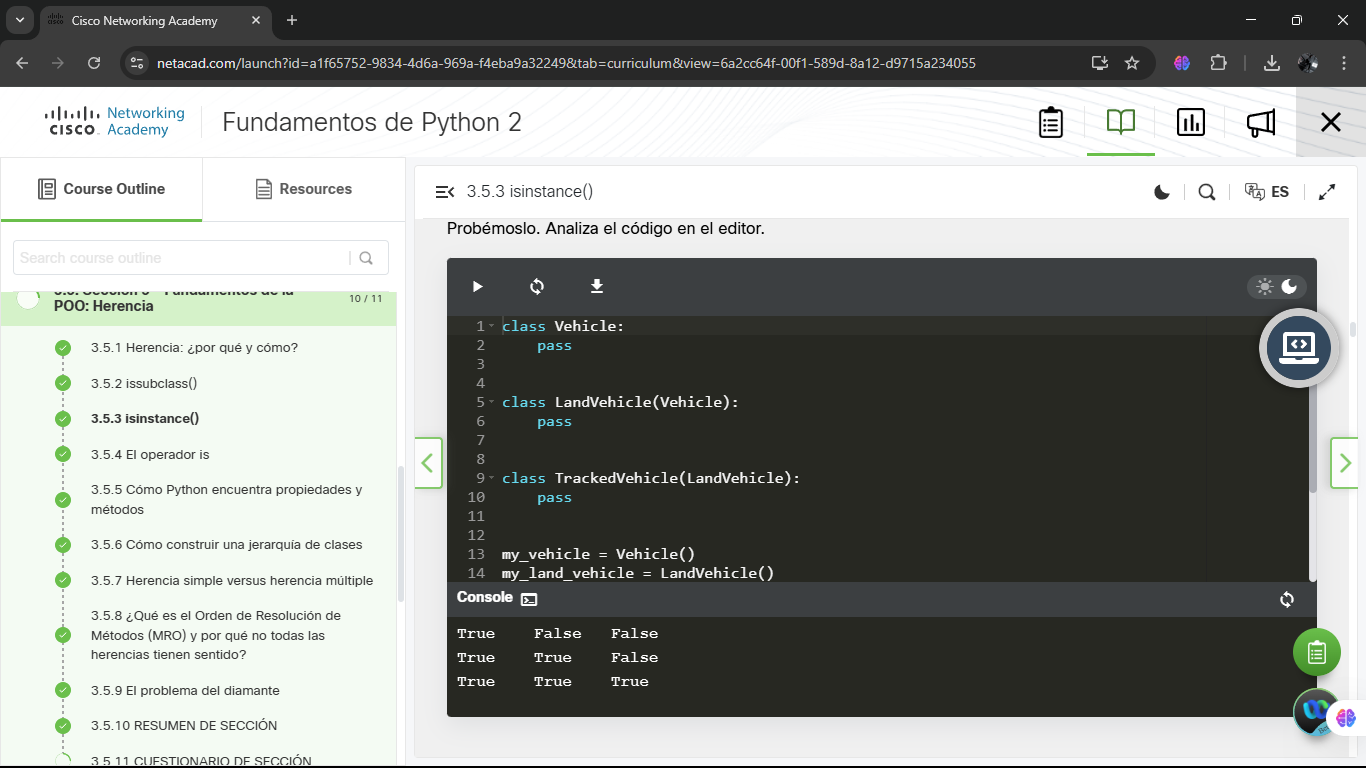 Cisco Networking Academy
netacad.com/launch?id=a1f65752-9834-4d6a-969a-f4eba9a32249&tab=curriculum&view=6a2cc64f-00f1-589d-8a12-d9715a234055
CISCO
Networking
Academy
Fundamentos de Python 2
Course Outline
Resources
Search course outline
3.5. Sección 5 - Fundamentos de la
POO: Herencia
10 / 11
3.5.1 Herencia: ¿por qué y cómo?
3.5.2 issubclass()
3.5.3 isinstance()
3.5.4 El operador is
3.5.5 Cómo Python encuentra propiedades y
métodos
3.5.6 Cómo construir una jerarquía de clases
3.5.7 Herencia simple versus herencia múltiple
3.5.8 ¿Qué es el Orden de Resolución de
Métodos (MRO) y por qué no todas las
herencias tienen sentido?
3.5.9 El problema del diamante
3.5.10 RESUMEN DE SECCIÓN
3.5.11 CUESTIONARIO DE SECCIÓN
3.5.3 isinstance()
ES
Probémoslo. Analiza el código en el editor.
1 class Vehicle:
2     pass
3
4
5 class LandVehicle(Vehicle):
6     pass
7
8
9 class TrackedVehicle(LandVehicle):
10     pass
11
12
13 my_vehicle = Vehicle()
14 my_land_vehicle = LandVehicle()
Console
True False False
True True False
True True True